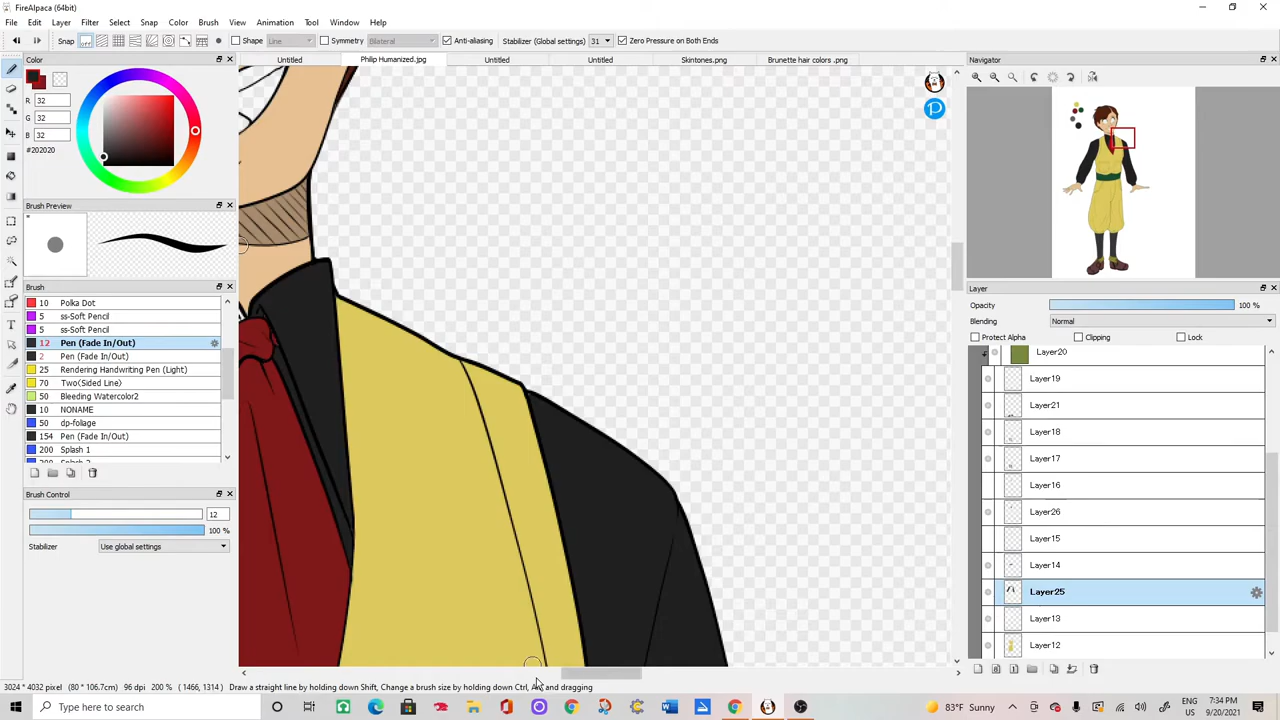 FireAlpaca (64bit)
File Edit Layer Filter Select Snap Color Brush View Animation Tool Window Help
Snap OFF Shape Line Symmetry Bilateral Anti-aliasing Stabilizer (Global settings) 31 Zero Pressure on Both Ends
Color
Untitled Philip Humanized.jpg Untitled Untitled Skintones.png Brunette hair colors .png
Navigator
R 32
G 32
B 32
#202020
Brush Preview
Brush
10 Polka Dot
5 ss-Soft Pencil
5 ss-Soft Pencil
12 Pen (Fade In/Out)
2 Pen (Fade In/Out)
25 Rendering Handwriting Pen (Light)
70 Two(Sided Line)
50 Bleeding Watercolor2
10 NONAME
50 dp-foliage
154 Pen (Fade In/Out)
200 Splash 1
Brush Control
12
100 %
Stabilizer Use global settings
Layer
Opacity 100 %
Blending Normal
Protect Alpha Clipping Lock
Layer20
Layer19
Layer21
Layer18
Layer17
Layer16
Layer26
Layer15
Layer14
Layer25
Layer13
Layer12
3024 * 4032 pixel (80 * 106.7cm) 96 dpi 200 % ( 1466, 1314 ) Draw a straight line by holding down Shift, Change a brush size by holding down Ctrl, Alt and dragging
Type here to search
83°F Sunny
ENG
US
7:34 PM
9/20/2021